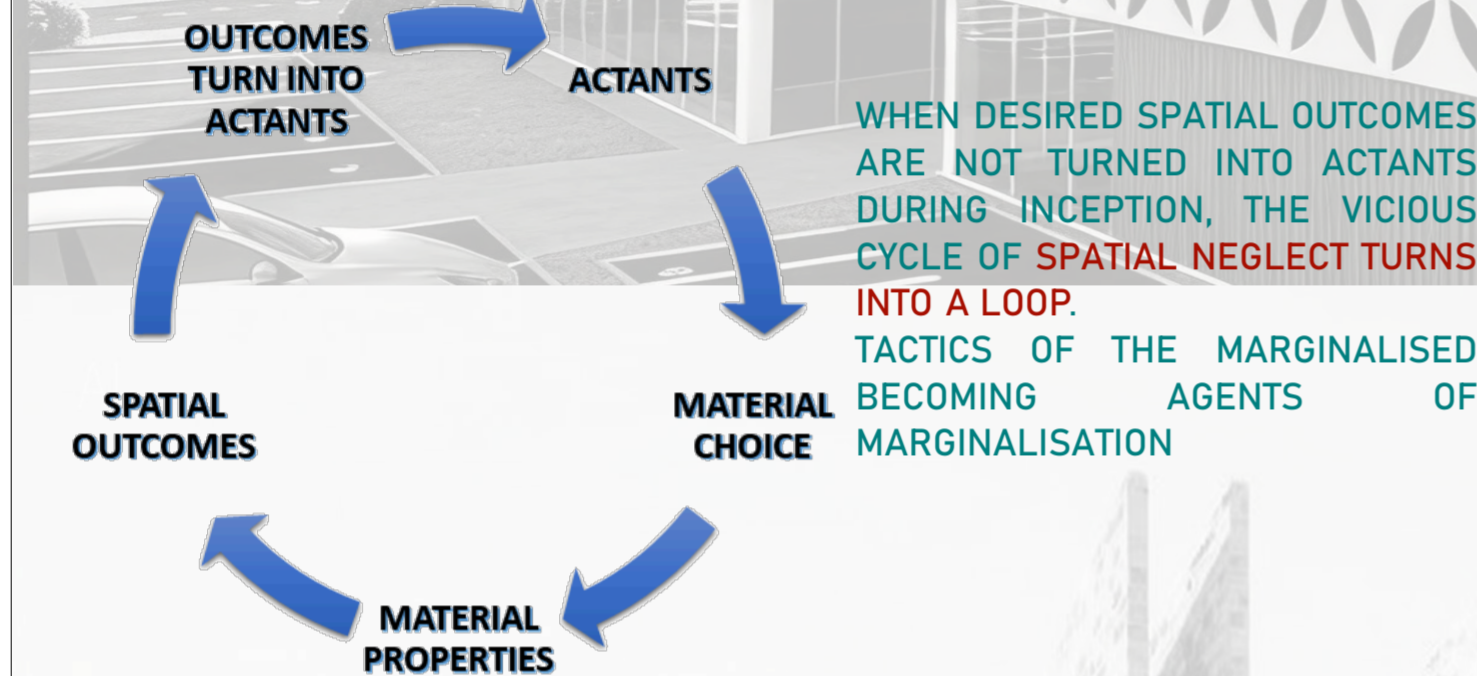 OUTCOMES
TURN INTO
ACTANTS
ACTANTS
MATERIAL
CHOICE
MATERIAL
PROPERTIES
SPATIAL
OUTCOMES
WHEN DESIRED SPATIAL OUTCOMES
ARE NOT TURNED INTO ACTANTS
DURING INCEPTION, THE VICIOUS
CYCLE OF SPATIAL NEGLECT TURNS
INTO A LOOP.
TACTICS OF THE MARGINALISED
BECOMING AGENTS OF
MARGINALISATION